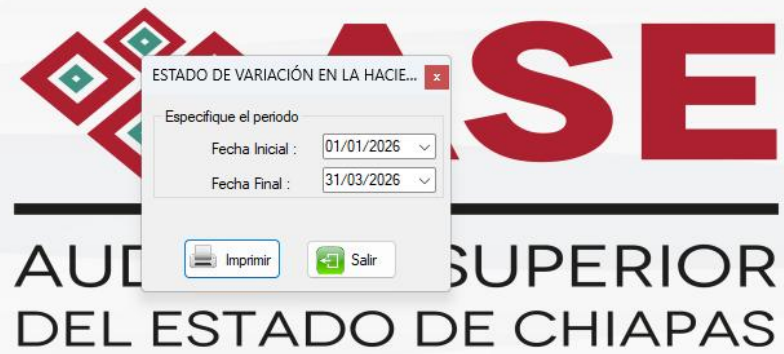 ASE
ESTADO DE VARIACIÓN EN LA HACIE...
x
Especifique el periodo
Fecha Inicial : 01/01/2026
Fecha Final : 31/03/2026
Imprimir
Salir
SUPERIOR
DEL ESTADO DE CHIAPAS